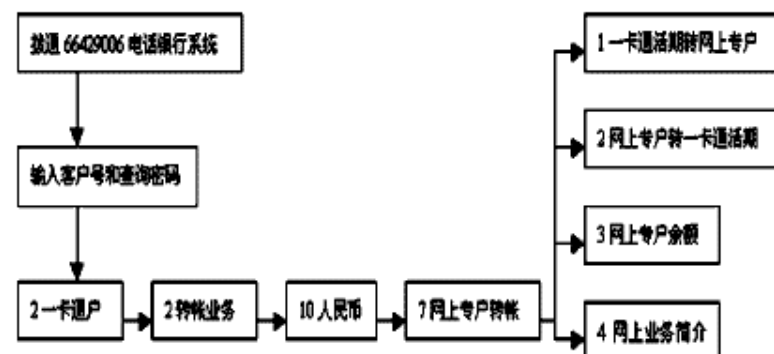 拨通 66429006 电话银行系统
输入客户号和查询密码
2 一卡通户
2 转帐业务
10 人民币
7 网上专户转帐
1 一卡通活期转网上专户
2 网上专户转一卡通活期
3 网上专户余额
4 网上业务简介